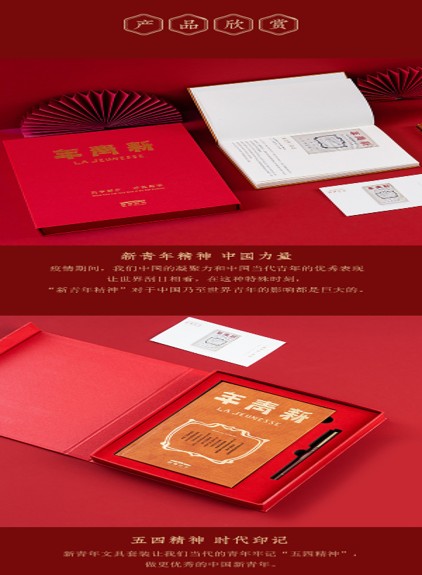 产品欣赏
年青新
LA JEUNESSE
新青年精神 中国力量
疫情期间，我们中国的凝聚力和中国当代青年的优秀表现
让世界刮目相看。在这种特殊时刻，
“新青年精神”对于中国乃至世界青年的影响都是巨大的。
年青新
LA JEUNESSE
五四精神 时代印记
新青年文具套装让我们当代的青年牢记“五四精神”，
做更优秀的中国新青年。